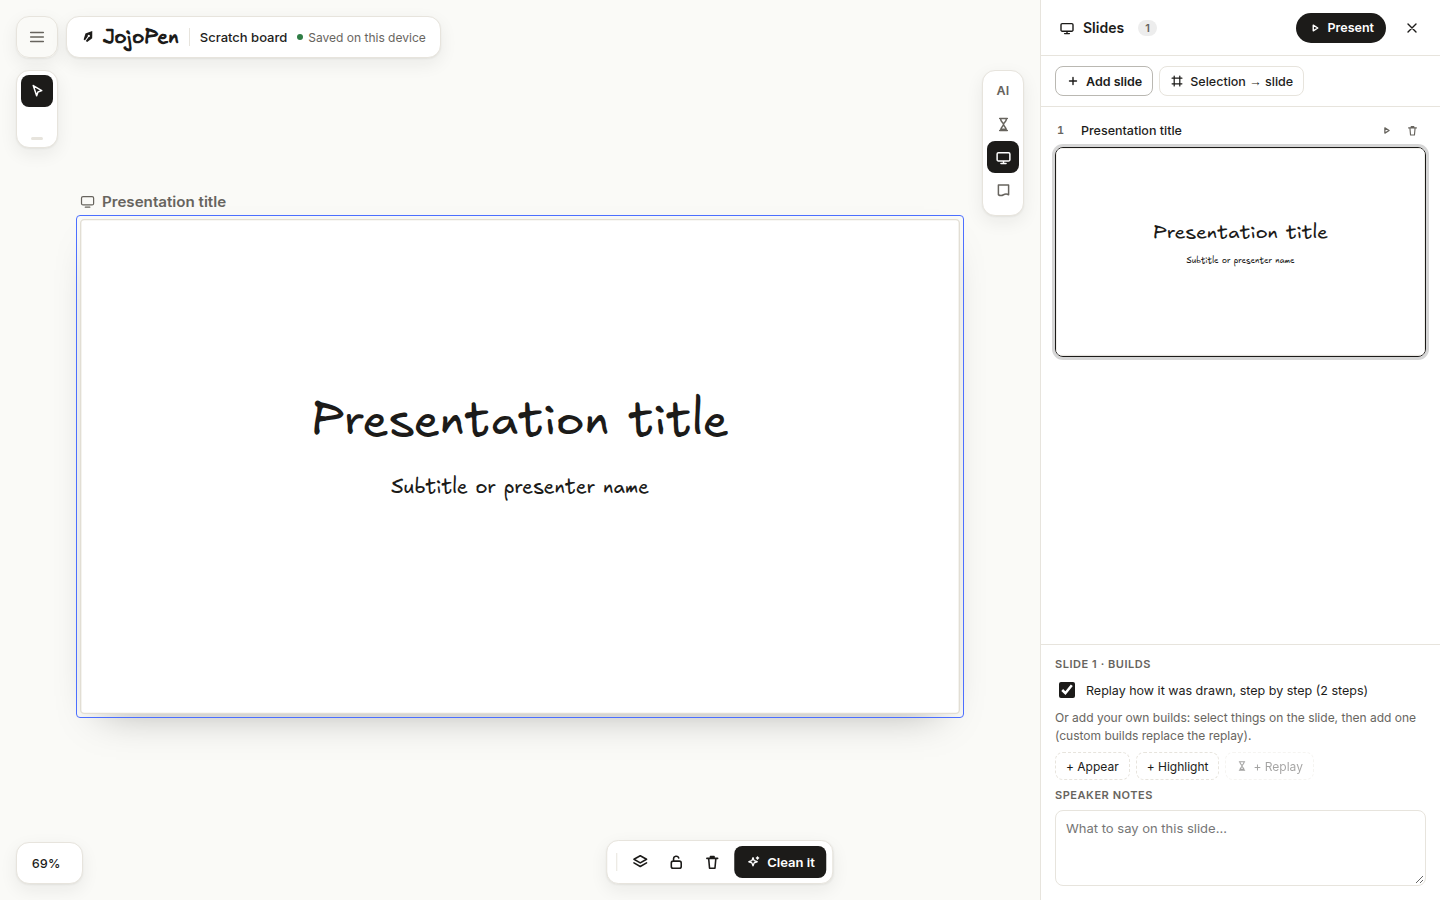 JojoPen
Scratch board
Saved on this device
AI
Presentation title
Presentation title
Subtitle or presenter name
69%
Clean it
Slides
1
Present
+ Add slide
Selection → slide
1
Presentation title
Presentation title
Subtitle or presenter name
SLIDE 1 · BUILDS
Replay how it was drawn, step by step (2 steps)
Or add your own builds: select things on the slide, then add one
(custom builds replace the replay).
+ Appear
+ Highlight
+ Replay
SPEAKER NOTES
What to say on this slide...